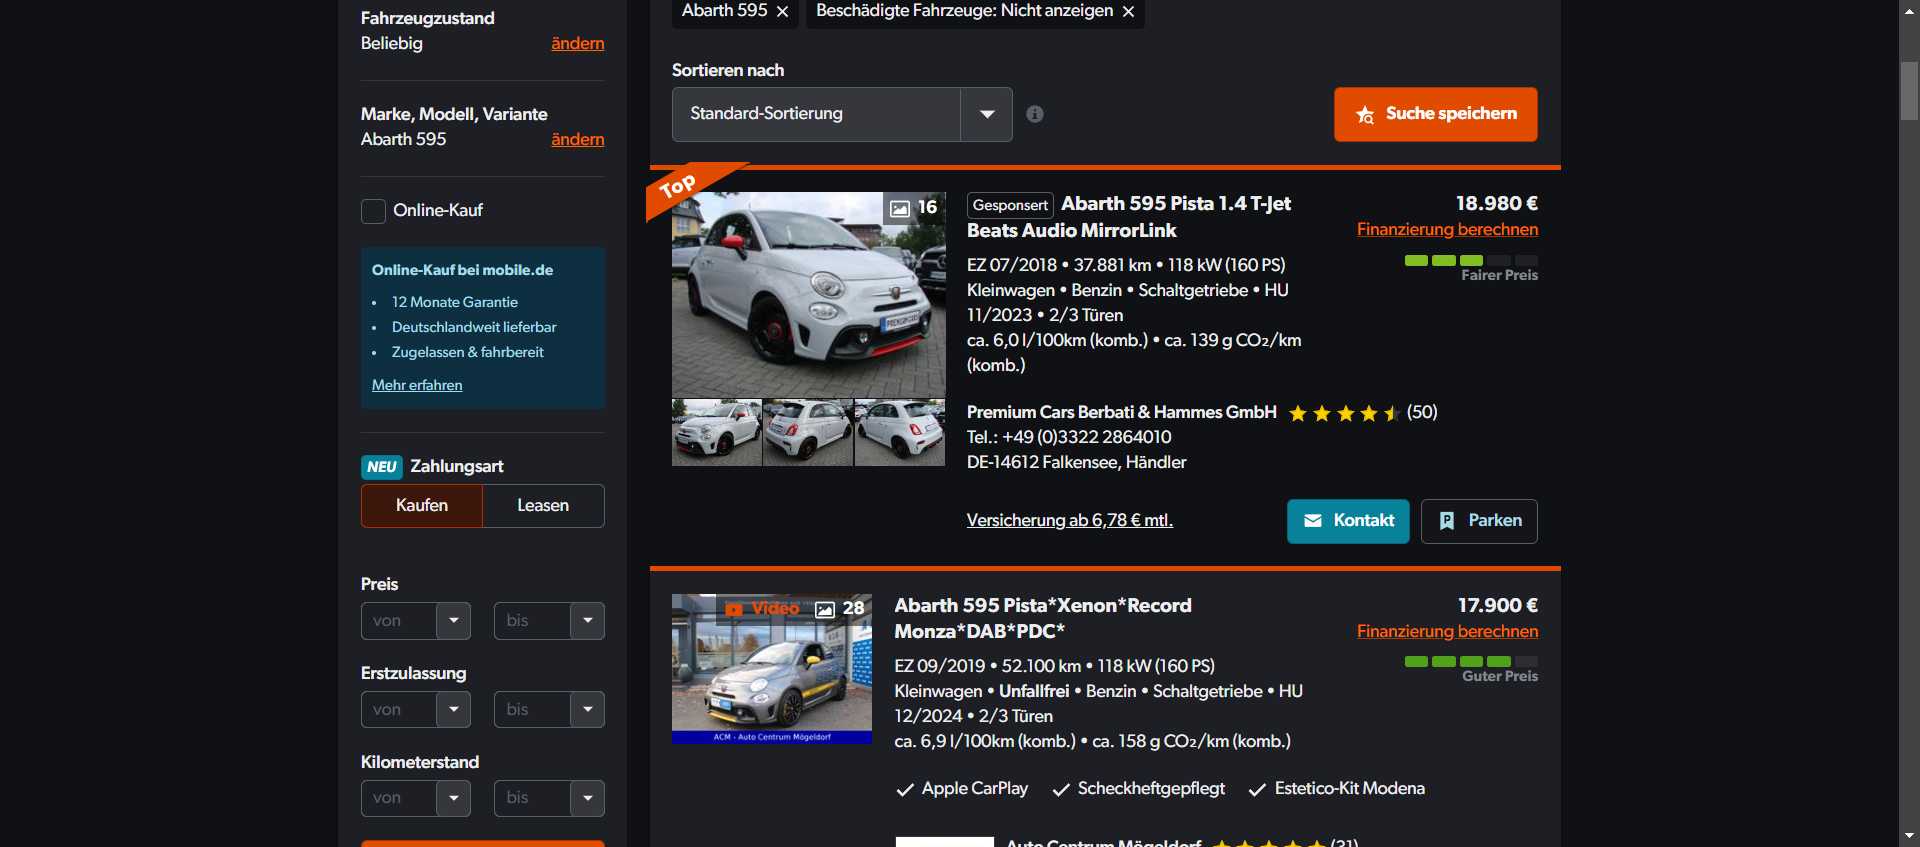 Fahrzeugzustand
Beliebig
ändern
Marke, Modell, Variante
Abarth 595
ändern
Online-Kauf
Online-Kauf bei mobile.de
• 12 Monate Garantie
• Deutschlandweit lieferbar
• Zugelassen & fahrbereit
Mehr erfahren
NEU Zahlungsart
Kaufen
Leasen
Preis
von
bis
Erstzulassung
von
bis
Kilometerstand
von
bis
Abarth 595
Beschädigte Fahrzeuge: Nicht anzeigen
Sortieren nach
Standard-Sortierung
Suche speichern
Top
16
Gesponsert Abarth 595 Pista 1.4 T-Jet
Beats Audio MirrorLink
18.980 €
Finanzierung berechnen
Fairer Preis
EZ 07/2018 • 37.881 km • 118 kW (160 PS)
Kleinwagen • Benzin • Schaltgetriebe • HU
11/2023 • 2/3 Türen
ca. 6,0 l/100km (komb.) • ca. 139 g CO₂/km
(komb.)
Premium Cars Berbati & Hammes GmbH (50)
Tel.: +49 (0)3322 2864010
DE-14612 Falkensee, Händler
Versicherung ab 6,78 € mtl.
Kontakt
Parken
Video 28
ACM - Auto Centrum Mögeldorf
Abarth 595 Pista*Xenon*Record
Monza*DAB*PDC*
17.900 €
Finanzierung berechnen
Guter Preis
EZ 09/2019 • 52.100 km • 118 kW (160 PS)
Kleinwagen • Unfallfrei • Benzin • Schaltgetriebe • HU
12/2024 • 2/3 Türen
ca. 6,9 l/100km (komb.) • ca. 158 g CO₂/km (komb.)
Apple CarPlay
Scheckheftgepflegt
Estetico-Kit Modena
Auto Centrum Mögeldorf (31)